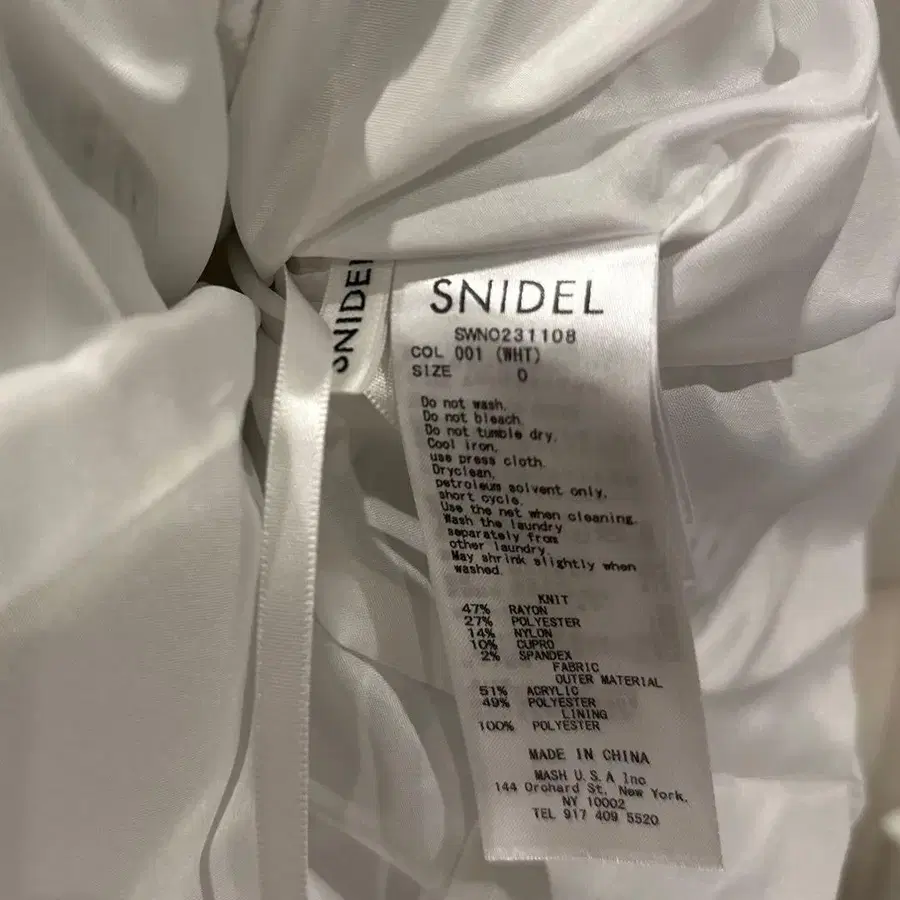 SNIDEL
SNIDEL
SWNO231108
COL 001 (WHT)
SIZE 0
Do not wash.
Do not bleach.
Do not tumble dry.
Cool iron,
use press cloth.
Dryclean,
petroleum solvent only,
short cycle.
Use the net when cleaning.
Wash the laundry
separately from
other laundry.
May shrink slightly when
washed.
KNIT
47% RAYON
27% POLYESTER
14% NYLON
10% CUPRO
2% SPANDEX
FABRIC
OUTER MATERIAL
51% ACRYLIC
49% POLYESTER
LINING
100% POLYESTER
MADE IN CHINA
MASH U.S.A Inc
144 Orchard St, New York,
NY 10002
TEL 917 409 5520